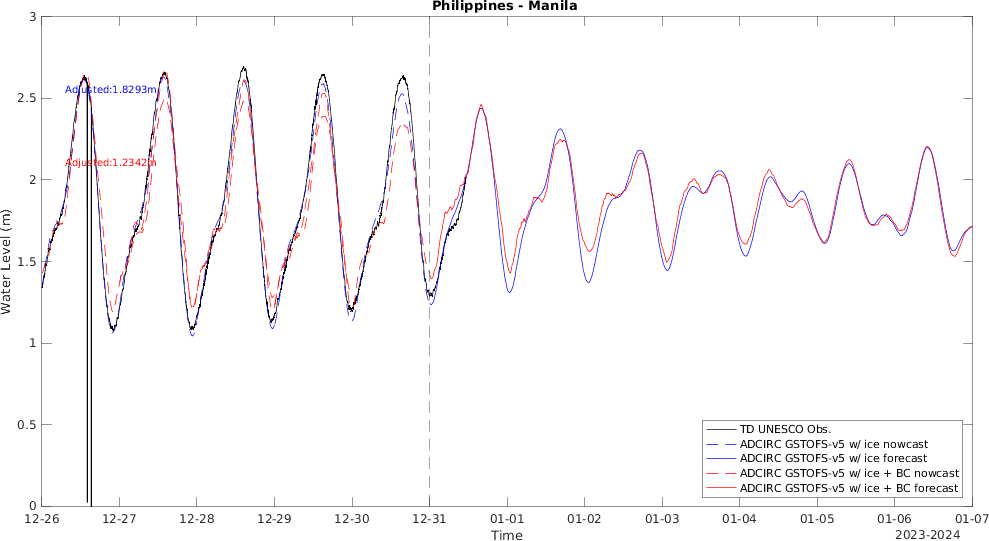 Philippines - Manila
3
2.5
2
1.5
1
0.5
0
Water Level (m)
Adjusted:1.8293m
Adjusted:1.2342m
TD UNESCO Obs.
ADCIRC GSTOFS-v5 w/ ice nowcast
ADCIRC GSTOFS-v5 w/ ice forecast
ADCIRC GSTOFS-v5 w/ ice + BC nowcast
ADCIRC GSTOFS-v5 w/ ice + BC forecast
12-26 12-27 12-28 12-29 12-30 12-31 01-01 01-02 01-03 01-04 01-05 01-06 01-07
Time
2023-2024